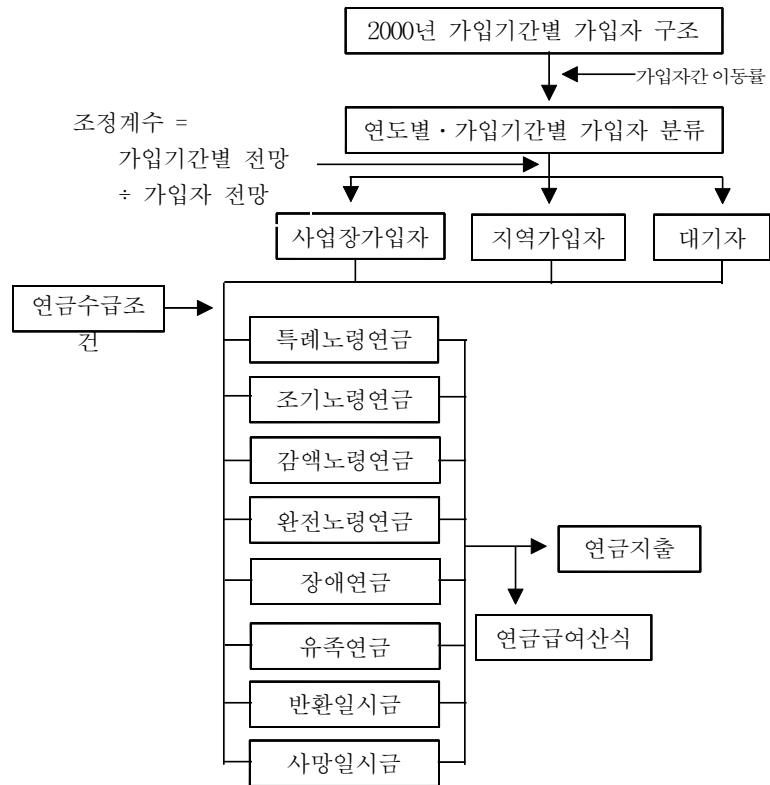 2000년 가입기간별 가입자 구조
가입자간 이동률
조정계수 =
가입기간별 전망
÷ 가입자 전망
연도별·가입기간별 가입자 분류
사업장가입자
지역가입자
대기자
연금수급조
건
특례노령연금
조기노령연금
감액노령연금
완전노령연금
장애연금
유족연금
반환일시금
사망일시금
연금지출
연금급여산식